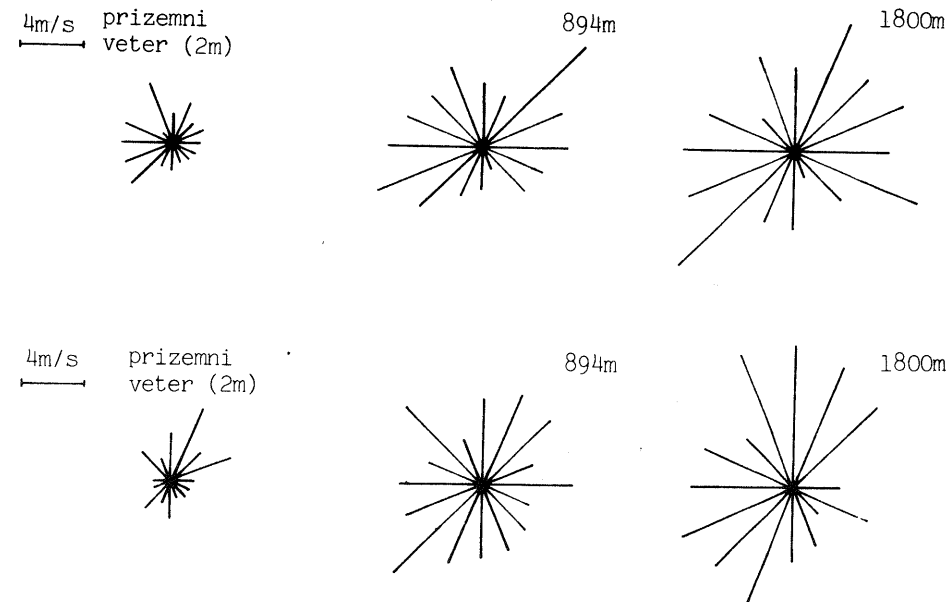 4m/s
prizemni
veter (2m)
894m
1800m
4m/s
prizemni
veter (2m)
894m
1800m